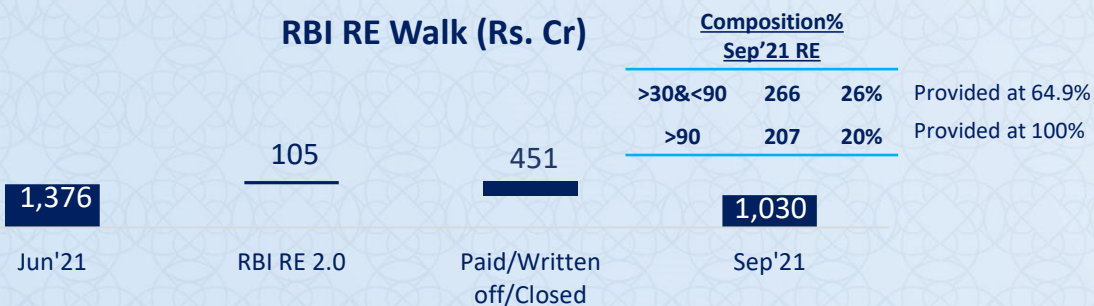 RBI RE Walk (Rs. Cr)
Composition%
Sep'21 RE
>30&<90 266 26% Provided at 64.9%
>90 207 20% Provided at 100%
1,376
105
451
1,030
Jun'21
RBI RE 2.0
Paid/Written
off/Closed
Sep'21